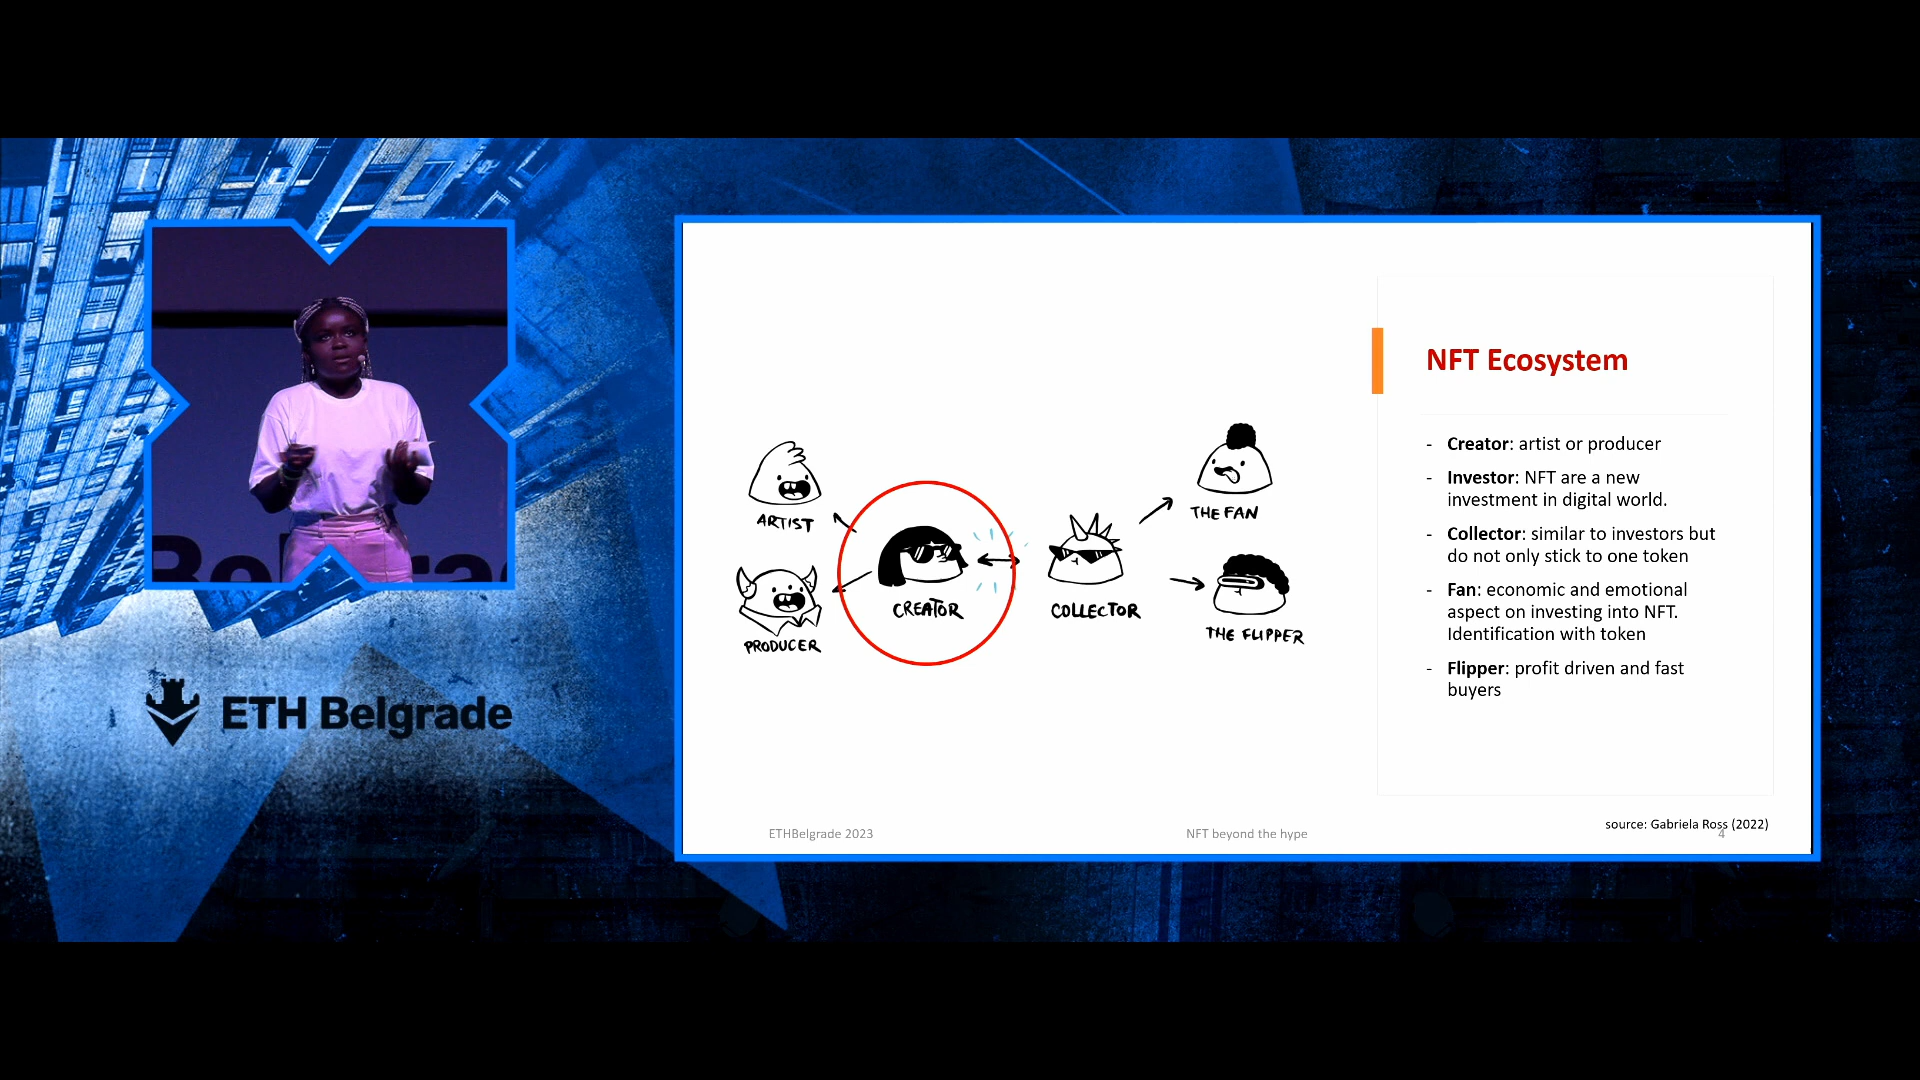 ARTIST
PRODUCER
CREATOR
COLLECTOR
THE FAN
THE FLIPPER
NFT Ecosystem
- Creator: artist or producer
- Investor: NFT are a new
investment in digital world.
- Collector: similar to investors but
do not only stick to one token
- Fan: economic and emotional
aspect on investing into NFT.
Identification with token
- Flipper: profit driven and fast
buyers
source: Gabriela Ross (2022)
ETHBelgrade 2023
NFT beyond the hype
4
ETH Belgrade